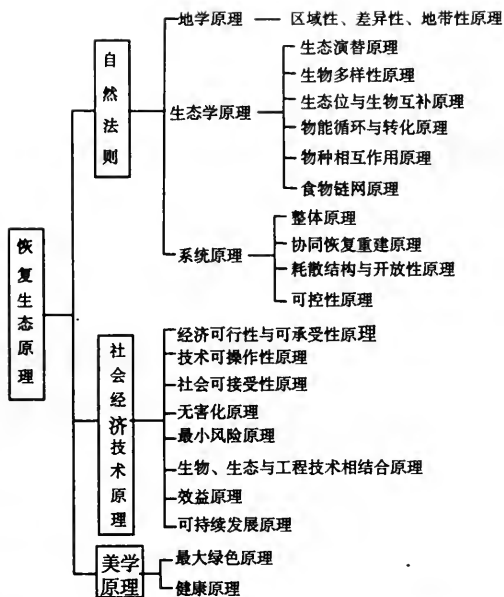 恢复生态原理
自然法则
地学原理
区域性、差异性、地带性原理
生态学原理
生态演替原理
生物多样性原理
生态位与生物互补原理
物能循环与转化原理
物种相互作用原理
食物链网原理
系统原理
整体原理
协同恢复重建原理
耗散结构与开放性原理
可控性原理
社会经济技术原理
经济可行性与可承受性原理
技术可操作性原理
社会可接受性原理
无害化原理
最小风险原理
生物、生态与工程技术相结合原理
效益原理
可持续发展原理
美学
原理
最大绿色原理
健康原理